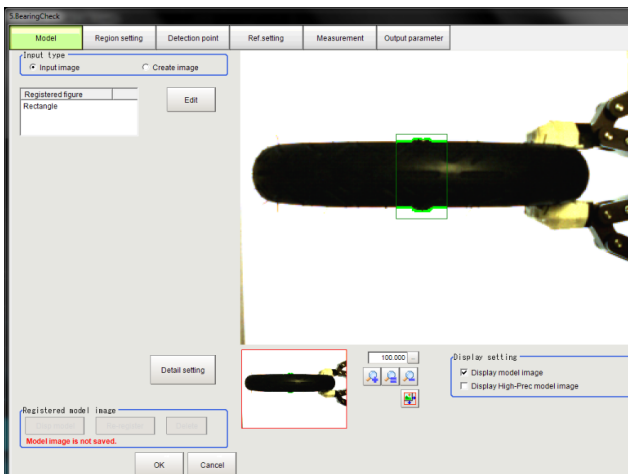 5.BearingCheck
Model Region setting Detection point Ref.setting Measurement Output parameter
Input type
Input image Create image
Registered figure
Rectangle
Edit
Detail setting
100.000 ...
Display setting
Display model image
Display High-Prec model image
Registered model image
Model image is not saved.
OK Cancel